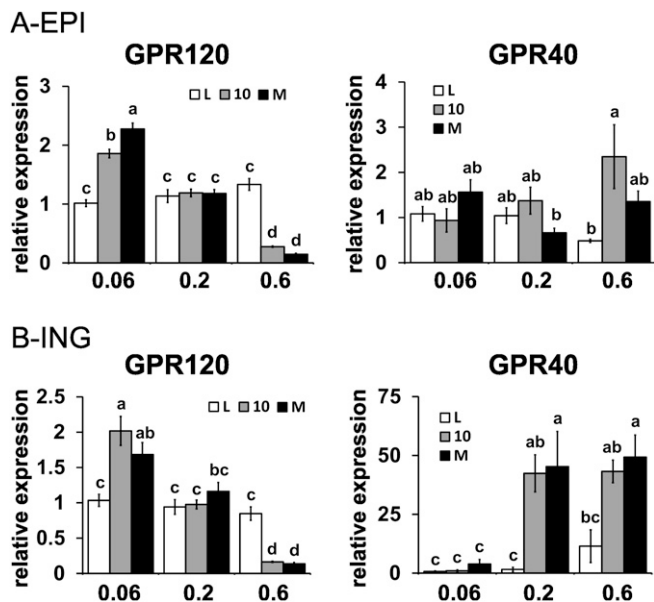 A-EPI
GPR120
GPR40
relative expression
3
2
1
0
L 10 M
c b a c c c c d d
0.06 0.2 0.6
relative expression
4
3
2
1
0
L
10
M
ab ab ab ab ab b b a ab
0.06 0.2 0.6
B-ING
GPR120
GPR40
relative expression
2.5
2
1.5
1
0.5
0
L 10 M
c a ab c c bc c d d
0.06 0.2 0.6
relative expression
75
50
25
0
L
10
M
c c c c ab a bc ab a
0.06 0.2 0.6